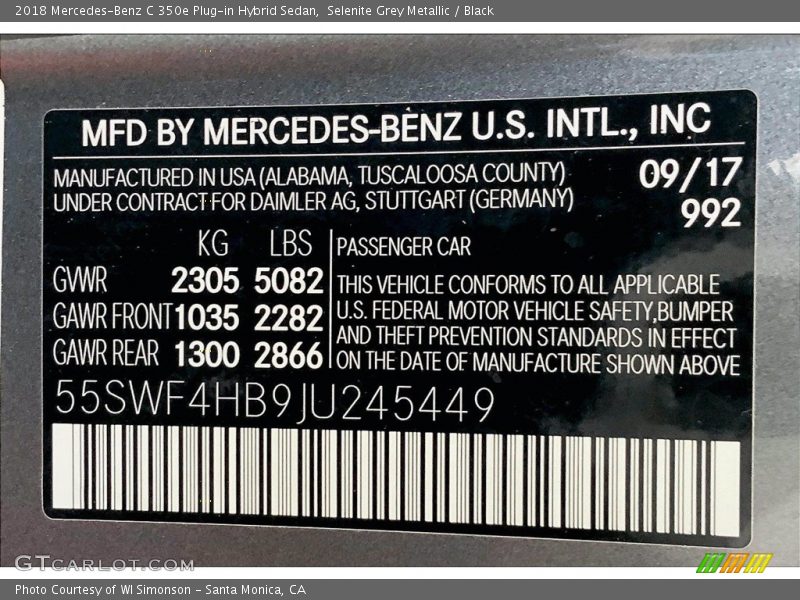 2018 Mercedes-Benz C 350e Plug-in Hybrid Sedan,  Selenite Grey Metallic / Black
MFD BY MERCEDES-BENZ U.S. INTL., INC
MANUFACTURED IN USA (ALABAMA, TUSCALOOSA COUNTY) 09/17
UNDER CONTRACT FOR DAIMLER AG, STUTTGART (GERMANY) 992
KG LBS
GVWR 2305 5082
GAWR FRONT 1035 2282
GAWR REAR 1300 2866
PASSENGER CAR
THIS VEHICLE CONFORMS TO ALL APPLICABLE
U.S. FEDERAL MOTOR VEHICLE SAFETY,BUMPER
AND THEFT PREVENTION STANDARDS IN EFFECT
ON THE DATE OF MANUFACTURE SHOWN ABOVE
55SWF4HB9JU245449
GTcarlot.com
Photo Courtesy of WI Simonson - Santa Monica, CA